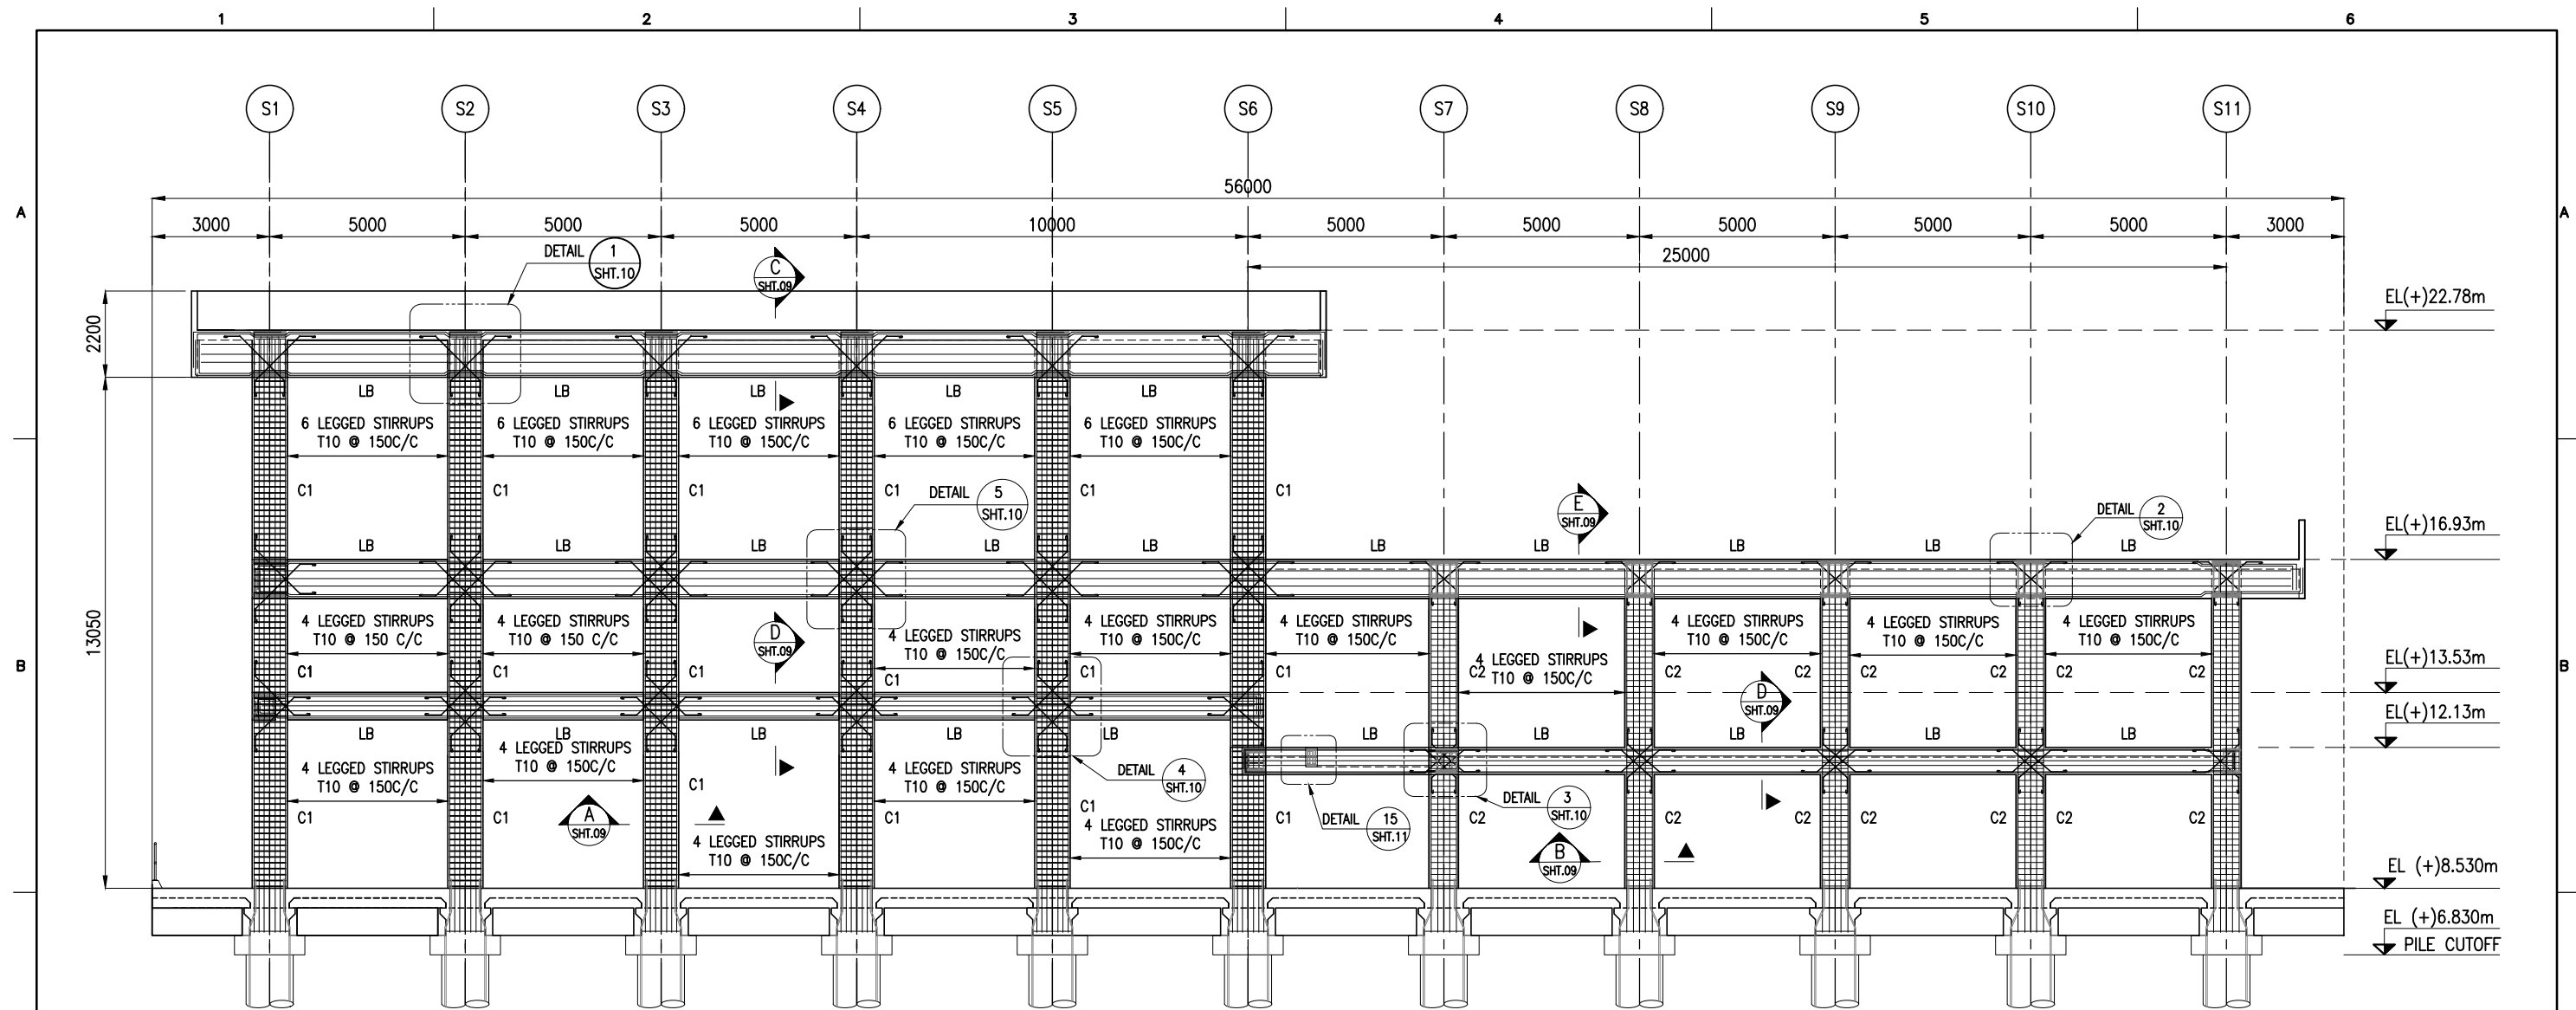 1 2 3 4 5 6
S1 S2 S3 S4 S5 S6 S7 S8 S9 S10 S11
56000
A A
3000 5000 5000 5000 10000 5000 5000 5000 5000 5000 3000
DETAIL 1
SHT.10
C
SHT.09
25000
EL(+)22.78m
2200
LB LB LB LB LB
6 LEGGED STIRRUPS 6 LEGGED STIRRUPS 6 LEGGED STIRRUPS 6 LEGGED STIRRUPS 6 LEGGED STIRRUPS
T10 @ 150C/C T10 @ 150C/C T10 @ 150C/C T10 @ 150C/C T10 @ 150C/C
C1 C1 C1 C1 C1 C1
DETAIL 5
SHT.10
E
SHT.09
DETAIL 2
SHT.10
EL(+)16.93m
LB LB LB LB LB LB LB LB LB LB
13050
4 LEGGED STIRRUPS 4 LEGGED STIRRUPS 4 LEGGED STIRRUPS 4 LEGGED STIRRUPS 4 LEGGED STIRRUPS 4 LEGGED STIRRUPS 4 LEGGED STIRRUPS
T10 @ 150 C/C T10 @ 150 C/C T10 @ 150C/C T10 @ 150C/C T10 @ 150C/C T10 @ 150C/C T10 @ 150C/C
D
SHT.09
4 LEGGED STIRRUPS
T10 @ 150C/C
4 LEGGED STIRRUPS
T10 @ 150C/C
B B
EL(+)13.53m
C1 C1 C1 C1 C1 C1 C2 C2 C2 C2 C2 C2 C2
D
SHT.09
EL(+)12.13m
LB LB LB LB LB LB LB LB LB LB
4 LEGGED STIRRUPS
T10 @ 150C/C
4 LEGGED STIRRUPS 4 LEGGED STIRRUPS
T10 @ 150C/C T10 @ 150C/C
DETAIL 4
SHT.10
C1
DETAIL 3
SHT.10
C1
A
SHT.09
DETAIL 15
SHT.11
C1 C1 C1 C1 C2 C2 C2 C2 C2 C2 C2
4 LEGGED STIRRUPS
T10 @ 150C/C
4 LEGGED STIRRUPS
T10 @ 150C/C
B
SHT.09
EL (+)8.530m
EL (+)6.830m
PILE CUTOFF